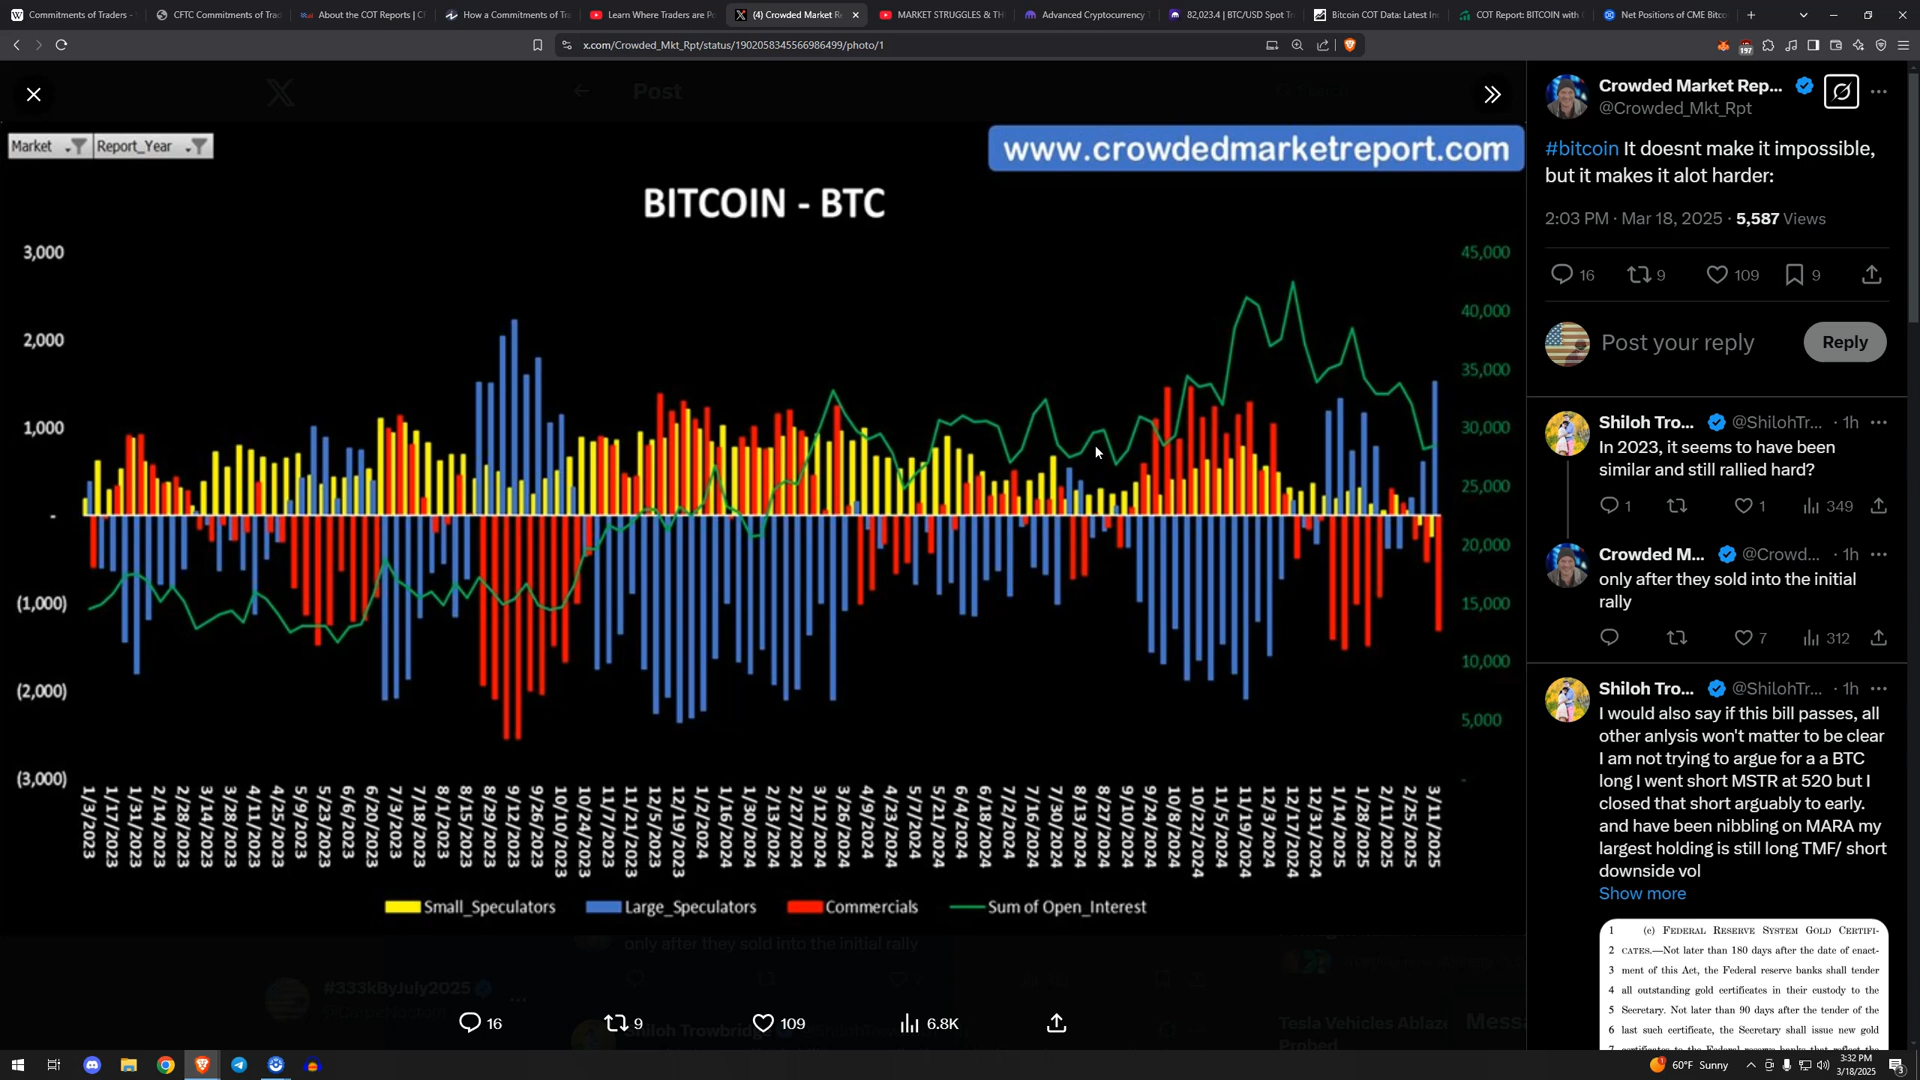 Commitments of Traders -
CFTC Commitments of Trad
About the COT Reports | Cf
How a Commitments of Tra
Learn Where Traders are Po
(4) Crowded Market R
MARKET STRUGGLES & TH
Advanced Cryptocurrency T
82,023.4 | BTC/USD Spot Tr
Bitcoin COT Data: Latest In
COT Report: BITCOIN with
Net Positions of CME Bitco
x.com/Crowded_Mkt_Rpt/status/1902058345566986499/photo/1
197
Post
Market
Report_Year
www.crowdedmarketreport.com
BITCOIN - BTC
3,000
2,000
1,000
-
(1,000)
(2,000)
(3,000)
45,000
40,000
35,000
30,000
25,000
20,000
15,000
10,000
5,000
-
1/3/2023
1/17/2023
1/31/2023
2/14/2023
2/28/2023
3/14/2023
3/28/2023
4/11/2023
4/25/2023
5/9/2023
5/23/2023
6/6/2023
6/20/2023
7/3/2023
7/18/2023
8/1/2023
8/15/2023
8/29/2023
9/12/2023
9/26/2023
10/10/2023
10/24/2023
11/7/2023
11/21/2023
12/5/2023
12/19/2023
1/2/2024
1/16/2024
1/30/2024
2/13/2024
2/27/2024
3/12/2024
3/26/2024
4/9/2024
4/23/2024
5/7/2024
5/21/2024
6/4/2024
6/18/2024
7/2/2024
7/16/2024
7/30/2024
8/13/2024
8/27/2024
9/10/2024
9/24/2024
10/8/2024
10/22/2024
11/5/2024
11/19/2024
12/3/2024
12/17/2024
12/31/2024
1/14/2025
1/28/2025
2/11/2025
2/25/2025
3/11/2025
Small_Speculators
Large_Speculators
Commercials
Sum of Open_Interest
only after they sold into the initial rally
#333kByJuly2025
Shiloh Trowbridge
Tesla Vehicles Ablaze
Probed
Messa
16
9
109
6.8K
Crowded Market Rep...
@Crowded_Mkt_Rpt
#bitcoin It doesnt make it impossible,
but it makes it alot harder:
2:03 PM · Mar 18, 2025 · 5,587 Views
16
9
109
9
Post your reply
Reply
Shiloh Tro... @ShilohTr... · 1h
In 2023, it seems to have been
similar and still rallied hard?
1
1
349
Crowded M... @Crowd... · 1h
only after they sold into the initial
rally
7
312
Shiloh Tro... @ShilohTr... · 1h
I would also say if this bill passes, all
other anlysis won't matter to be clear
I am not trying to argue for a a BTC
long I went short MSTR at 520 but I
closed that short arguably to early.
and have been nibbling on MARA my
largest holding is still long TMF/ short
downside vol
Show more
1 (c) FEDERAL RESERVE SYSTEM GOLD CERTIFI-
2 CATES.—Not later than 180 days after the date of enact-
3 ment of this Act, the Federal reserve banks shall tender
4 all outstanding gold certificates in their custody to the
5 Secretary. Not later than 90 days after the tender of the
6 last such certificate, the Secretary shall issue new gold
7 certificates to the Federal reserve banks that reflect the
60°F Sunny
3:32 PM
3/18/2025
3